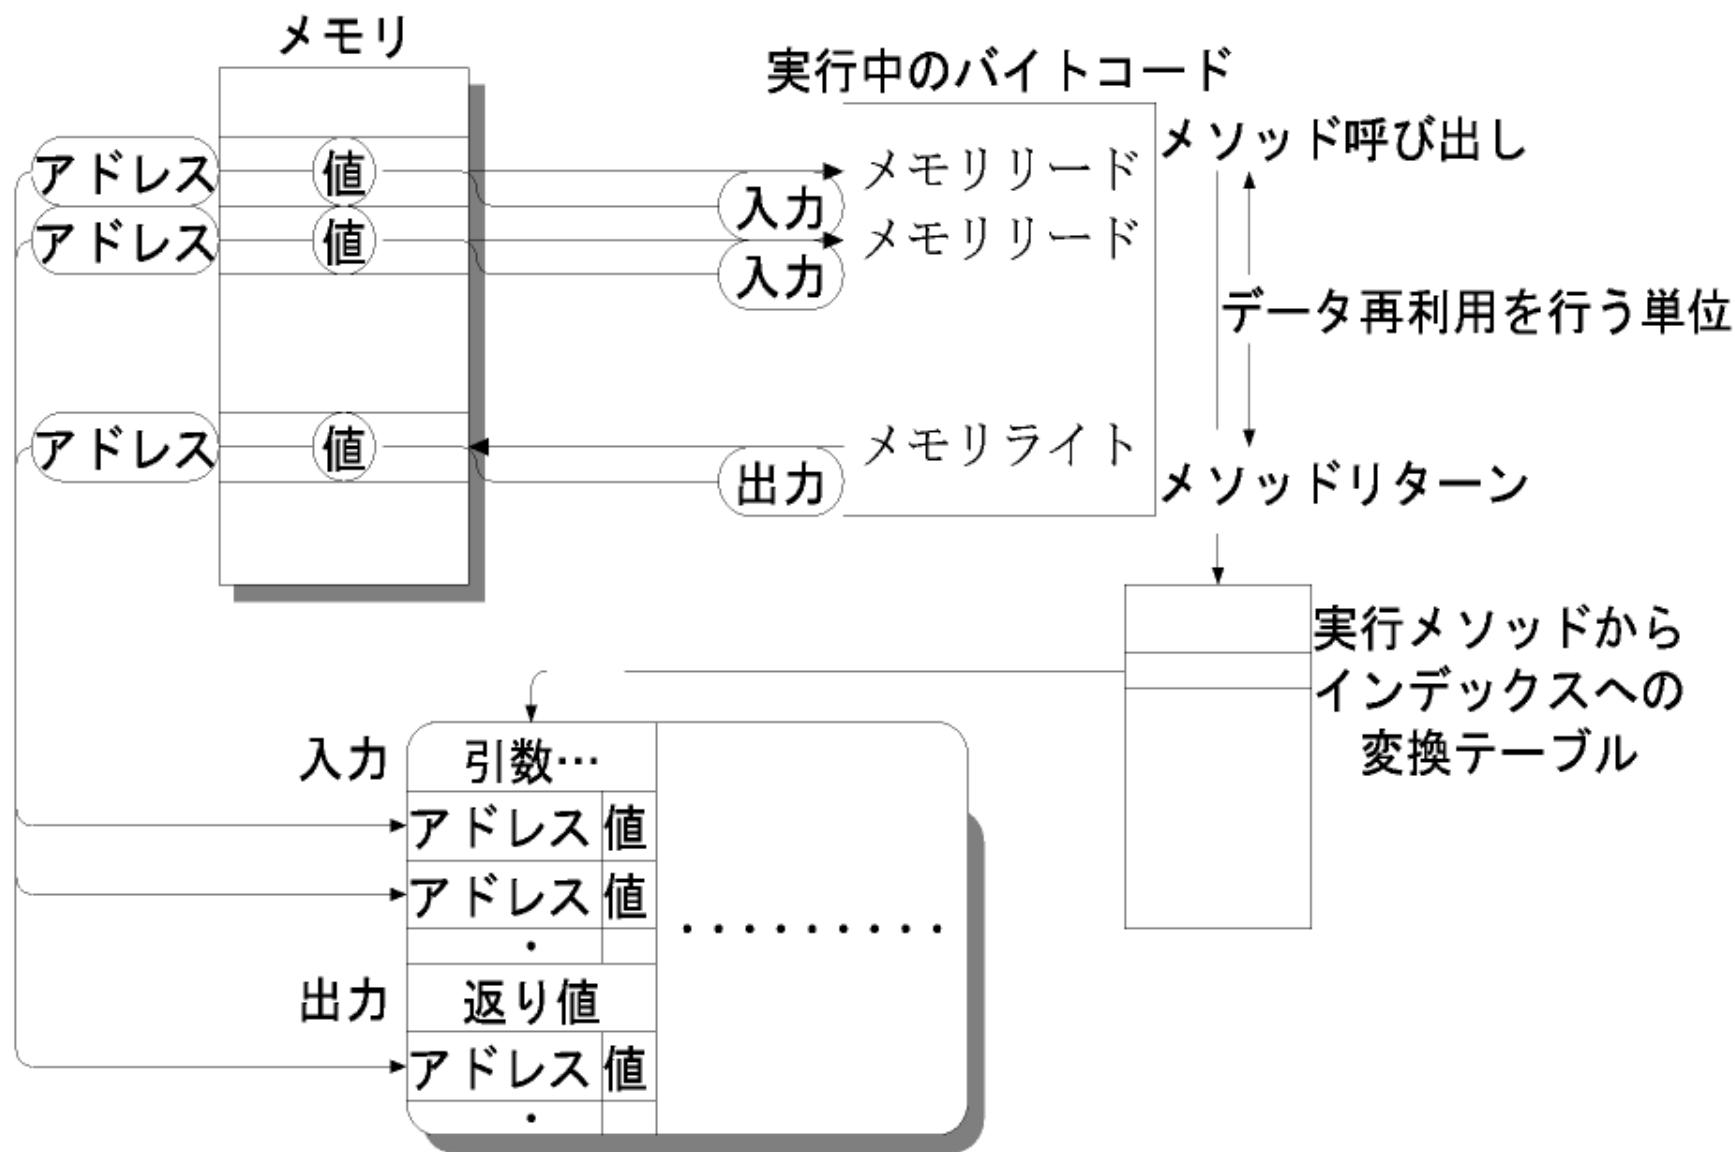 メモリ
実行中のバイトコード
メソッド呼び出し
アドレス 値 メモリリード
入力
アドレス 値 メモリリード
入力
データ再利用を行う単位
アドレス 値 メモリライト
出力
メソッドリターン
実行メソッドから
インデックスへの
変換テーブル
入力 引数…
アドレス 値
アドレス 値
・
・・・・・・・・・
出力 返り値
アドレス 値
・